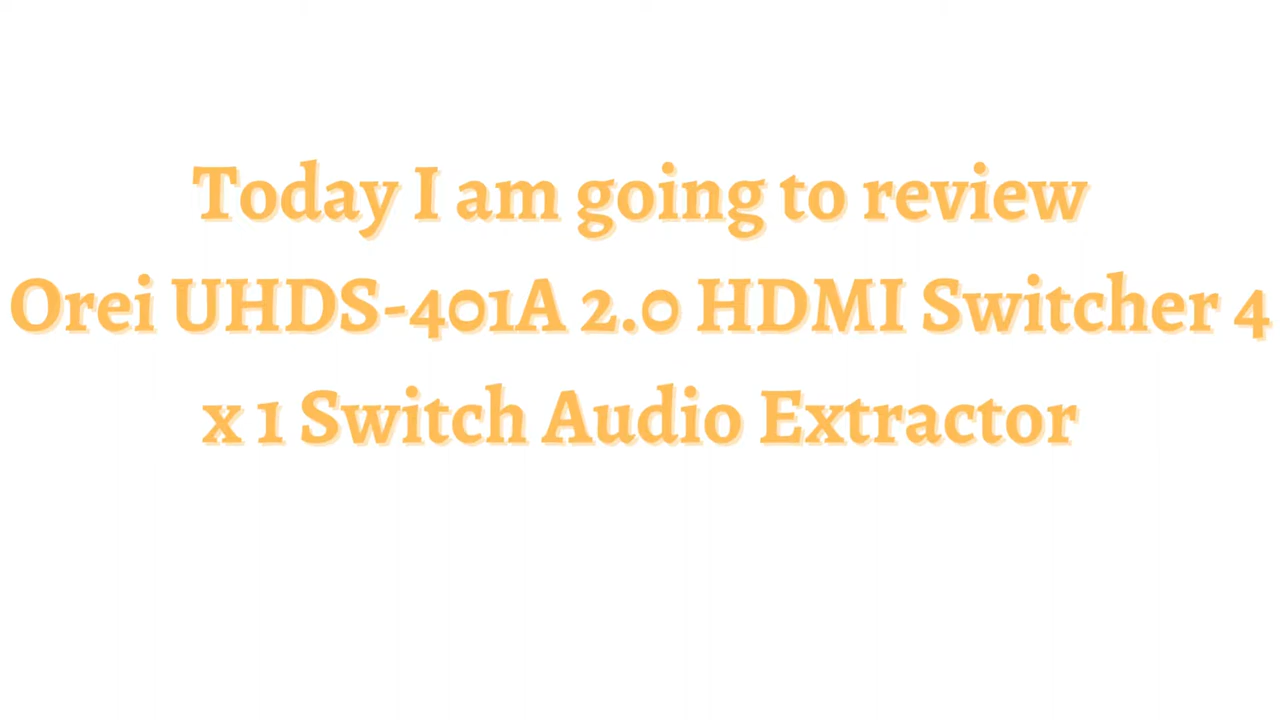 Today I am going to review
Orei UHDS-401A 2.0 HDMI Switcher 4
x 1 Switch Audio Extractor